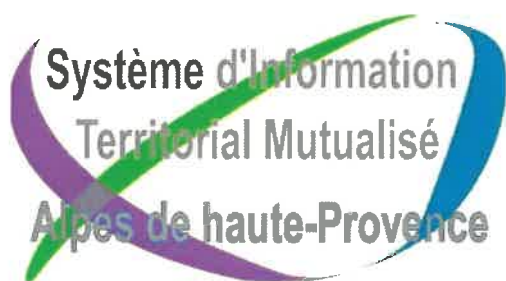 Système d'Information
Territorial Mutualisé
Alpes de haute-Provence